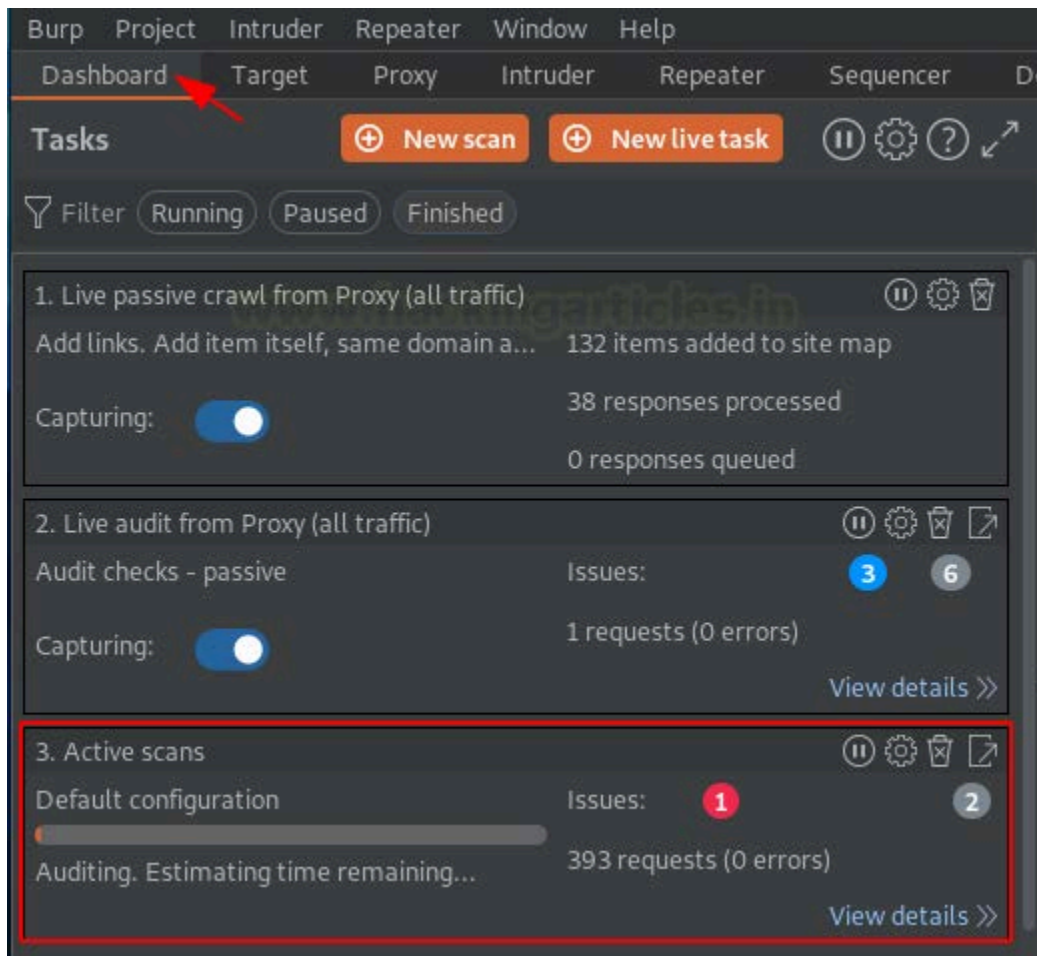 Burp Project Intruder Repeater Window Help
Dashboard Target Proxy Intruder Repeater Sequencer
Tasks New scan New live task
Filter Running Paused Finished
1. Live passive crawl from Proxy (all traffic)
www.hackingarticles.in
Add links. Add item itself, same domain a... 132 items added to site map
38 responses processed
Capturing:
0 responses queued
2. Live audit from Proxy (all traffic)
Audit checks - passive Issues: 3 6
1 requests (0 errors)
Capturing:
View details
3. Active scans
Default configuration Issues: 1 2
393 requests (0 errors)
Auditing. Estimating time remaining...
View details